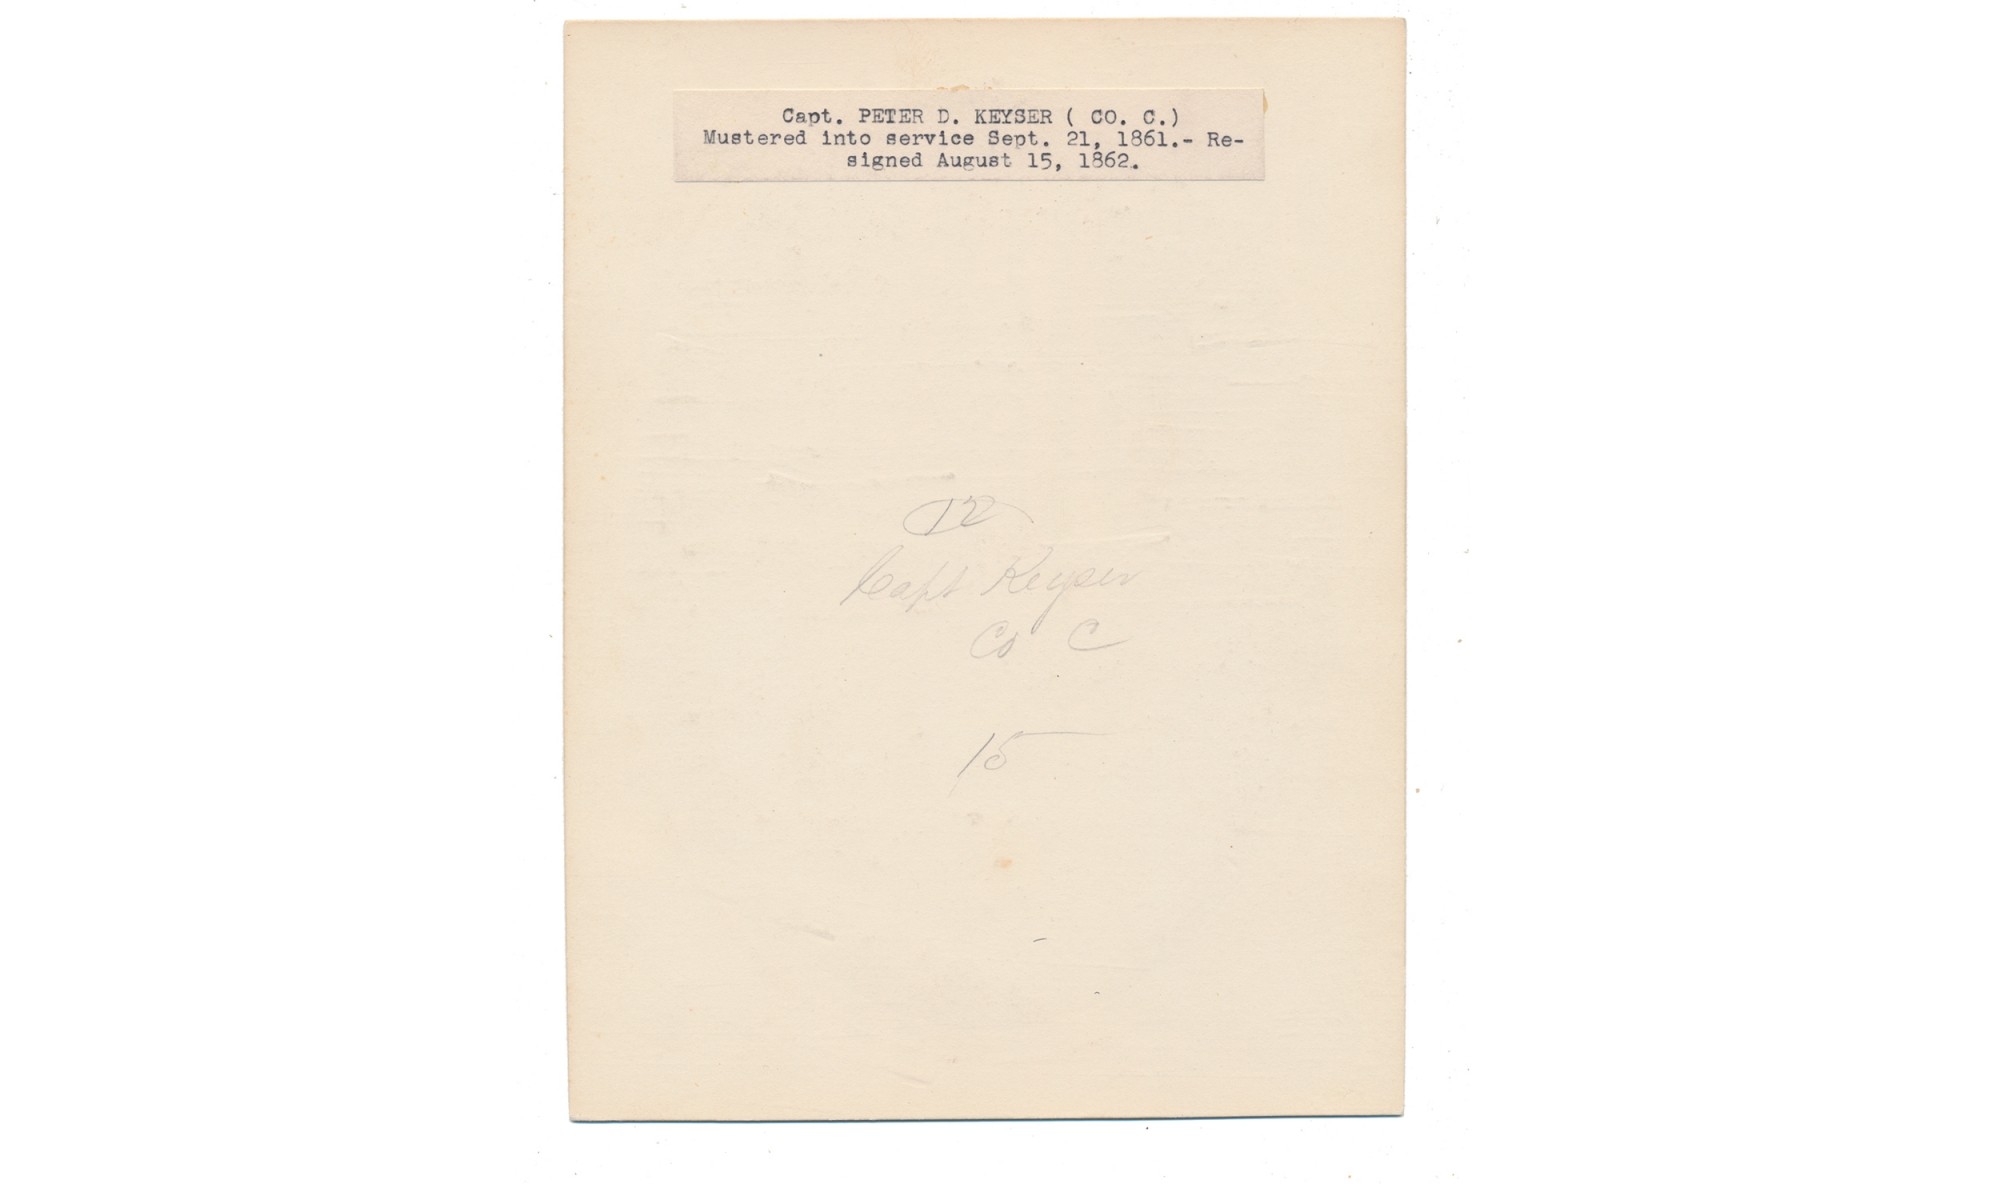 Capt. PETER D. KEYSER ( CO. C.)
Mustered into service Sept. 21, 1861.- Re-
signed August 15, 1862.
12
Capt Keyser
Co C
15